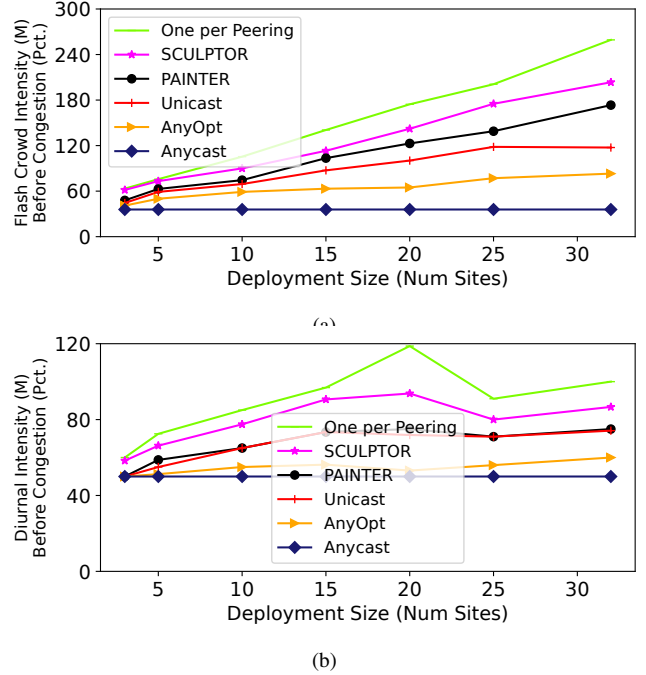 Flash Crowd Intensity (M)
Before Congestion (Pct.)
300
240
180
120
60
0
One per Peering
SCULPTOR
PAINTER
Unicast
AnyOpt
Anycast
5 10 15 20 25 30
Deployment Size (Num Sites)
(a)
Diurnal Intensity (M)
Before Congestion (Pct.)
120
80
40
0
One per Peering
SCULPTOR
PAINTER
Unicast
AnyOpt
Anycast
5 10 15 20 25 30
Deployment Size (Num Sites)
(b)